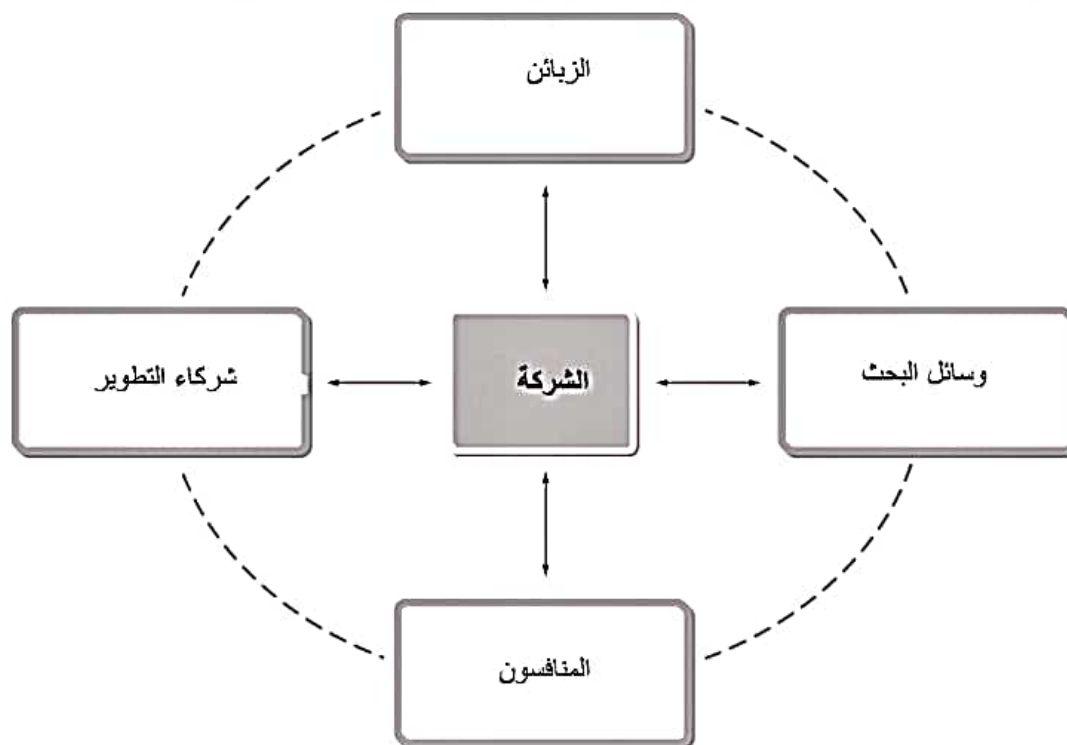 الزبائن
وسائل البحث
الشركة
شركاء التطوير
المنافسون